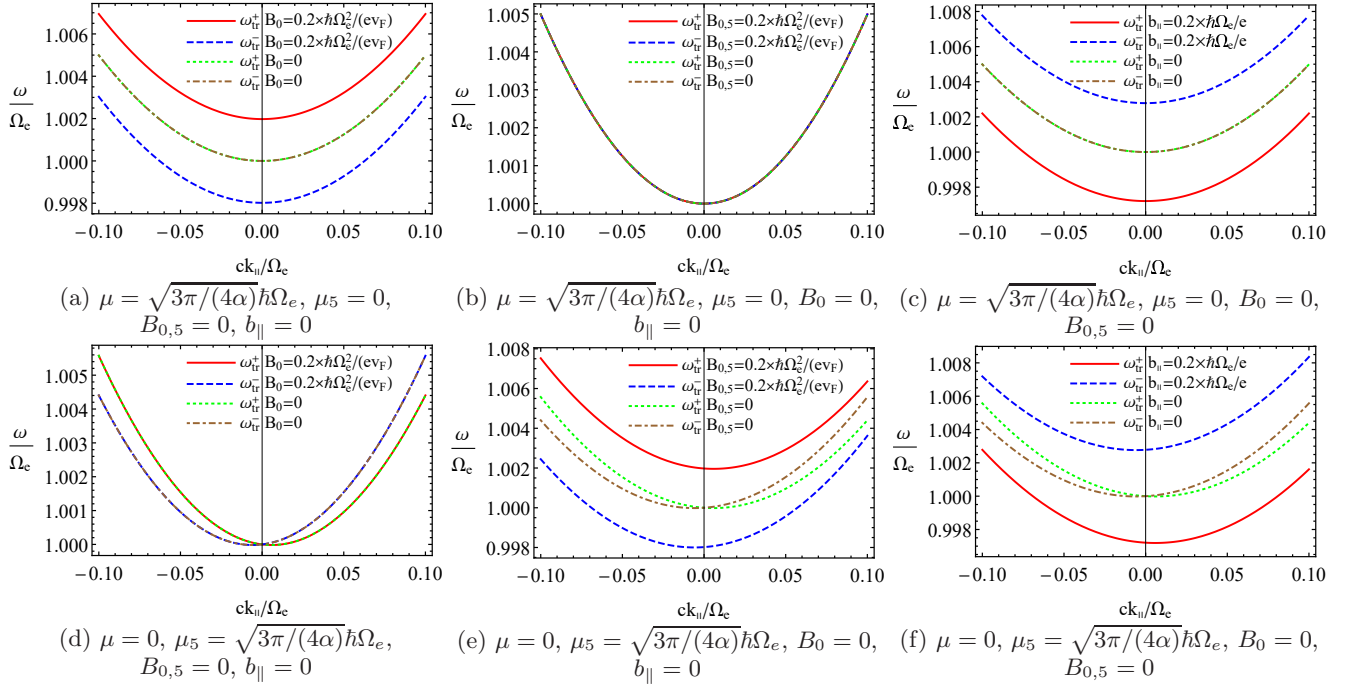 ω/Ω_e
1.006
1.004
1.002
1.000
0.998
ω_tr^+ B_0=0.2×ℏΩ_e^2/(ev_F)
ω_tr^- B_0=0.2×ℏΩ_e^2/(ev_F)
ω_tr^+ B_0=0
ω_tr^- B_0=0
−0.10 −0.05 0.00 0.05 0.10
ck_∥/Ω_e
(a) μ = √3π/(4α)ℏΩ_e, μ_5 = 0,
B_{0,5} = 0, b_∥ = 0
ω/Ω_e
1.005
1.004
1.003
1.002
1.001
1.000
ω_tr^+ B_{0,5}=0.2×ℏΩ_e^2/(ev_F)
ω_tr^- B_{0,5}=0.2×ℏΩ_e^2/(ev_F)
ω_tr^+ B_{0,5}=0
ω_tr^- B_{0,5}=0
−0.10 −0.05 0.00 0.05 0.10
ck_∥/Ω_e
(b) μ = √3π/(4α)ℏΩ_e, μ_5 = 0, B_0 = 0,
b_∥ = 0
ω/Ω_e
1.008
1.006
1.004
1.002
1.000
0.998
ω_tr^+ b_∥=0.2×ℏΩ_e/e
ω_tr^- b_∥=0.2×ℏΩ_e/e
ω_tr^+ b_∥=0
ω_tr^- b_∥=0
−0.10 −0.05 0.00 0.05 0.10
ck_∥/Ω_e
(c) μ = √3π/(4α)ℏΩ_e, μ_5 = 0, B_0 = 0,
B_{0,5} = 0
ω/Ω_e
1.005
1.004
1.003
1.002
1.001
1.000
ω_tr^+ B_0=0.2×ℏΩ_e^2/(ev_F)
ω_tr^- B_0=0.2×ℏΩ_e^2/(ev_F)
ω_tr^+ B_0=0
ω_tr^- B_0=0
−0.10 −0.05 0.00 0.05 0.10
ck_∥/Ω_e
(d) μ = 0, μ_5 = √3π/(4α)ℏΩ_e,
B_{0,5} = 0, b_∥ = 0
ω/Ω_e
1.008
1.006
1.004
1.002
1.000
0.998
ω_tr^+ B_{0,5}=0.2×ℏΩ_e^2/(ev_F)
ω_tr^- B_{0,5}=0.2×ℏΩ_e^2/(ev_F)
ω_tr^+ B_{0,5}=0
ω_tr^- B_{0,5}=0
−0.10 −0.05 0.00 0.05 0.10
ck_∥/Ω_e
(e) μ = 0, μ_5 = √3π/(4α)ℏΩ_e, B_0 = 0,
b_∥ = 0
ω/Ω_e
1.008
1.006
1.004
1.002
1.000
0.998
ω_tr^+ b_∥=0.2×ℏΩ_e/e
ω_tr^- b_∥=0.2×ℏΩ_e/e
ω_tr^+ b_∥=0
ω_tr^- b_∥=0
−0.10 −0.05 0.00 0.05 0.10
ck_∥/Ω_e
(f) μ = 0, μ_5 = √3π/(4α)ℏΩ_e, B_0 = 0,
B_{0,5} = 0